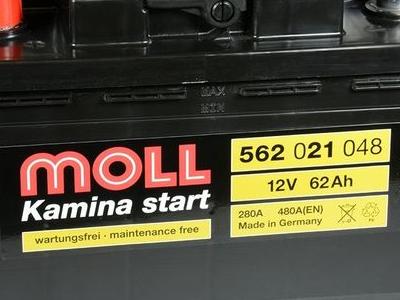 MAX
MIN
MOLL
Kamina start
wartungsfrei · maintenance free
562 021 048
12V 62Ah
280A 480A(EN)
Made in Germany
Pb